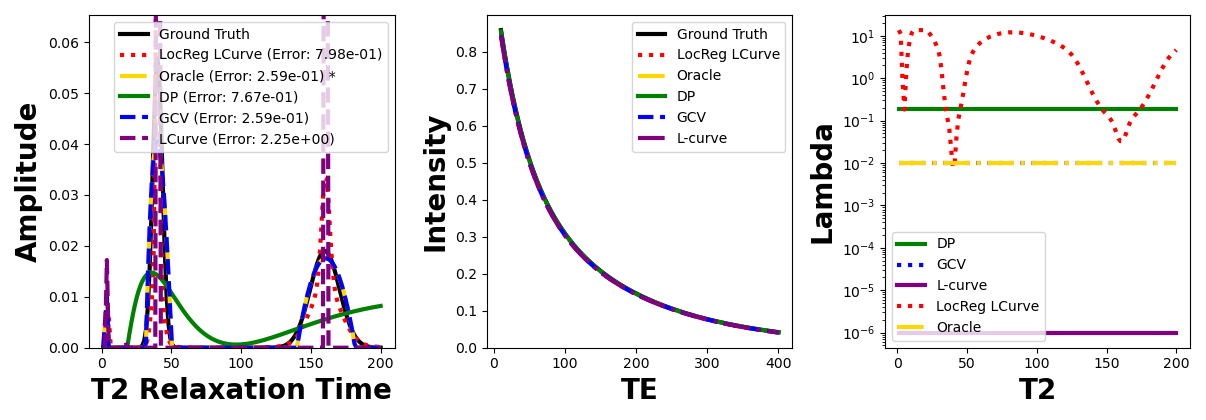 Amplitude
0.06
0.05
0.04
0.03
0.02
0.01
0.00
0
50
100
150
200
T2 Relaxation Time
Ground Truth
LocReg LCurve (Error: 7.98e-01)
Oracle (Error: 2.59e-01) *
DP (Error: 7.67e-01)
GCV (Error: 2.59e-01)
LCurve (Error: 2.25e+00)
Intensity
0.8
0.7
0.6
0.5
0.4
0.3
0.2
0.1
0.0
0
100
200
300
400
TE
Ground Truth
LocReg LCurve
Oracle
DP
GCV
L-curve
Lambda
10¹
10⁰
10⁻¹
10⁻²
10⁻³
10⁻⁴
10⁻⁵
10⁻⁶
0
50
100
150
200
T2
DP
GCV
L-curve
LocReg LCurve
Oracle